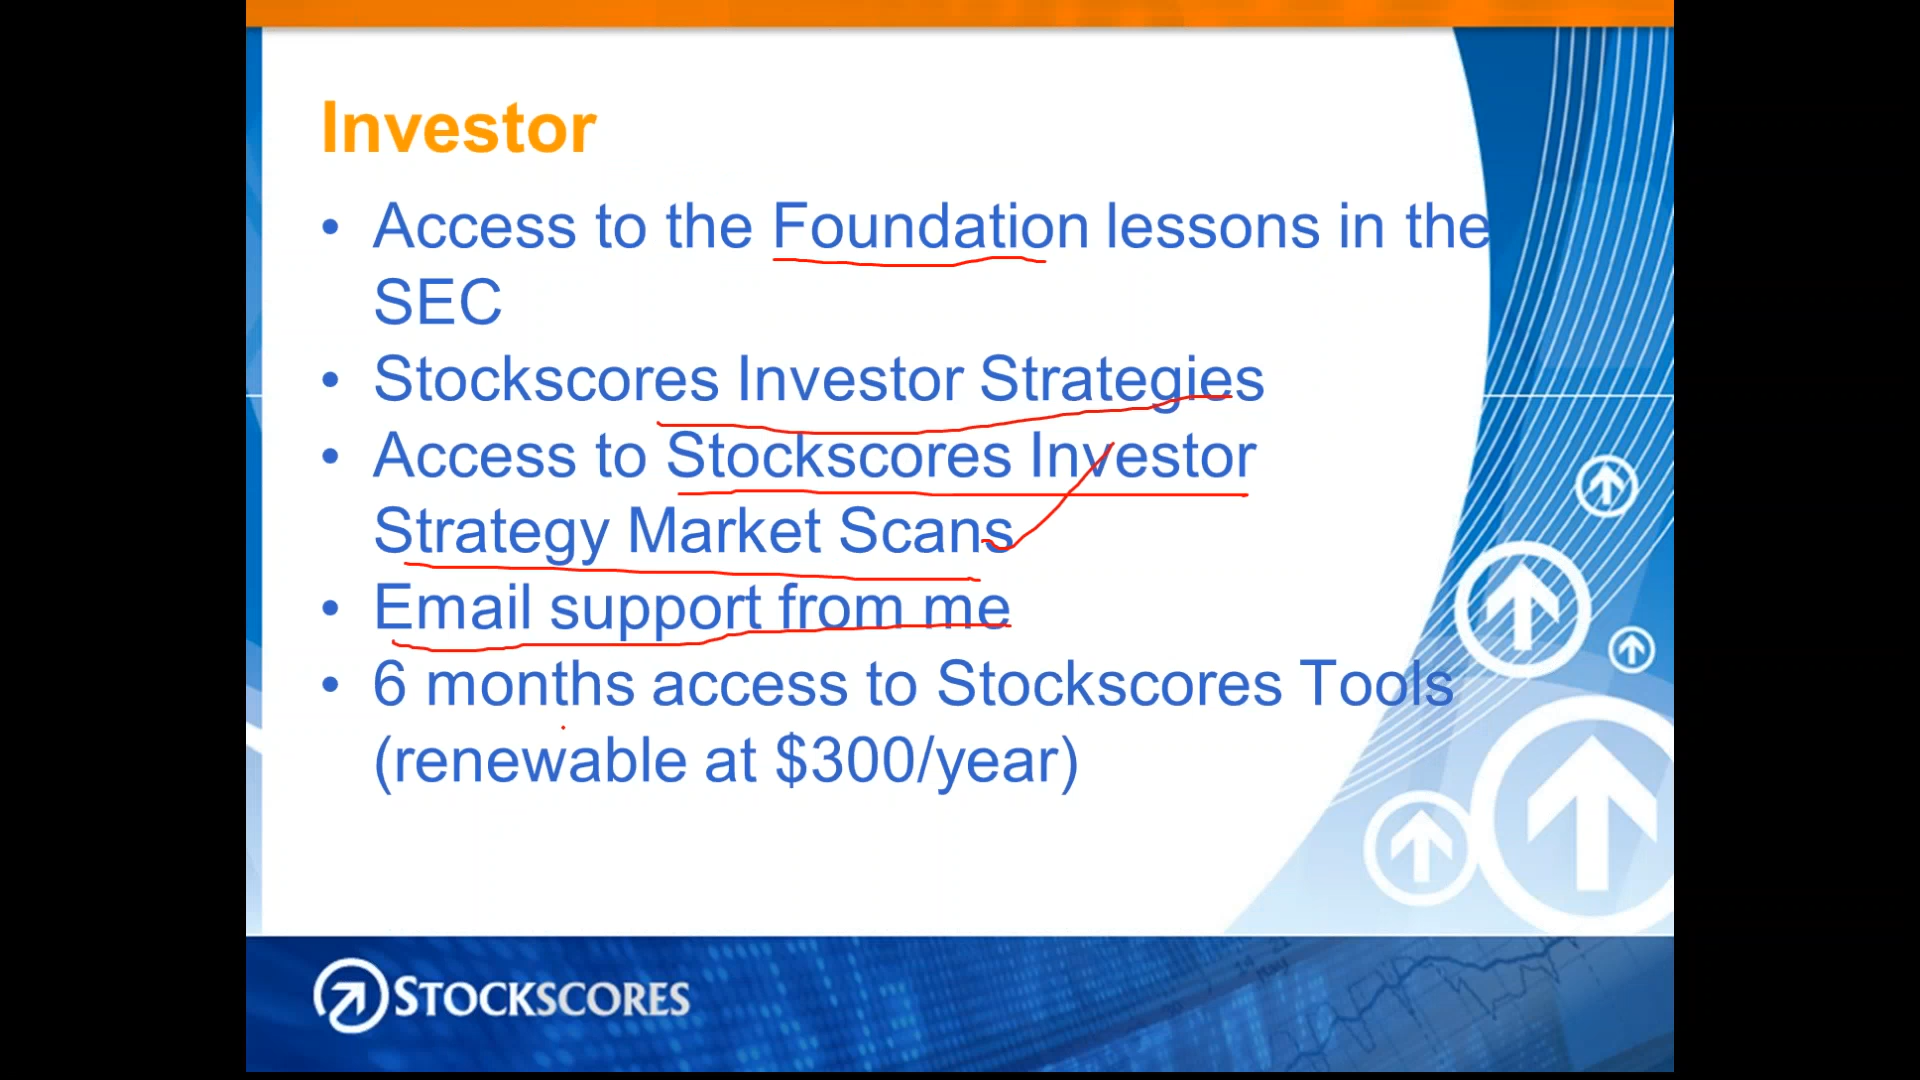 Investor
• Access to the Foundation lessons in the
SEC
• Stockscores Investor Strategies
• Access to Stockscores Investor
Strategy Market Scans
• Email support from me
• 6 months access to Stockscores Tools
(renewable at $300/year)
STOCKSCORES